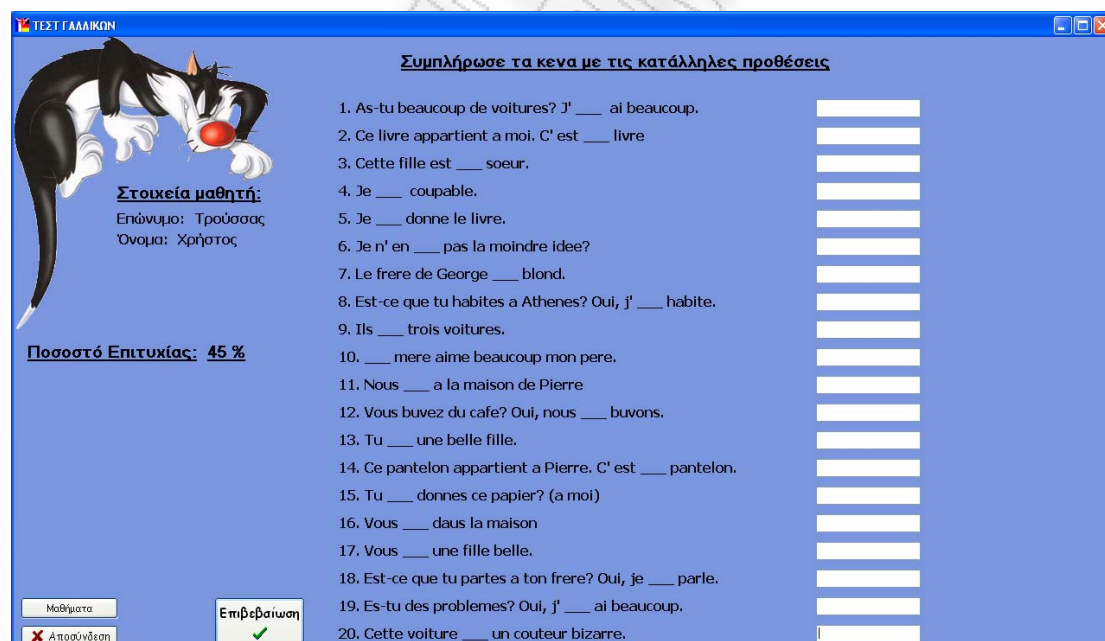 ΤΕΣΤ ΓΑΛΛΙΚΩΝ
Συμπλήρωσε τα κενα με τις κατάλληλες προθέσεις
1. As-tu beaucoup de voitures? J' ___ ai beaucoup.
2. Ce livre appartient a moi. C' est ___ livre
3. Cette fille est ___ soeur.
4. Je ___ coupable.
5. Je ___ donne le livre.
6. Je n' en ___ pas la moindre idee?
7. Le frere de George ___ blond.
8. Est-ce que tu habites a Athenes? Oui, j' ___ habite.
9. Ils ___ trois voitures.
10. ___ mere aime beaucoup mon pere.
11. Nous ___ a la maison de Pierre
12. Vous buvez du cafe? Oui, nous ___ buvons.
13. Tu ___ une belle fille.
14. Ce pantelon appartient a Pierre. C' est ___ pantelon.
15. Tu ___ donnes ce papier? (a moi)
16. Vous ___ daus la maison
17. Vous ___ une fille belle.
18. Est-ce que tu partes a ton frere? Oui, je ___ parle.
19. Es-tu des problemes? Oui, j' ___ ai beaucoup.
20. Cette voiture ___ un couteur bizarre.
Στοιχεία μαθητή:
Επώνυμο: Τρούσσας
Όνομα: Χρήστος
Ποσοστό Επιτυχίας: 45 %
Μαθήματα
Αποσύνδεση
Επιβεβαίωση